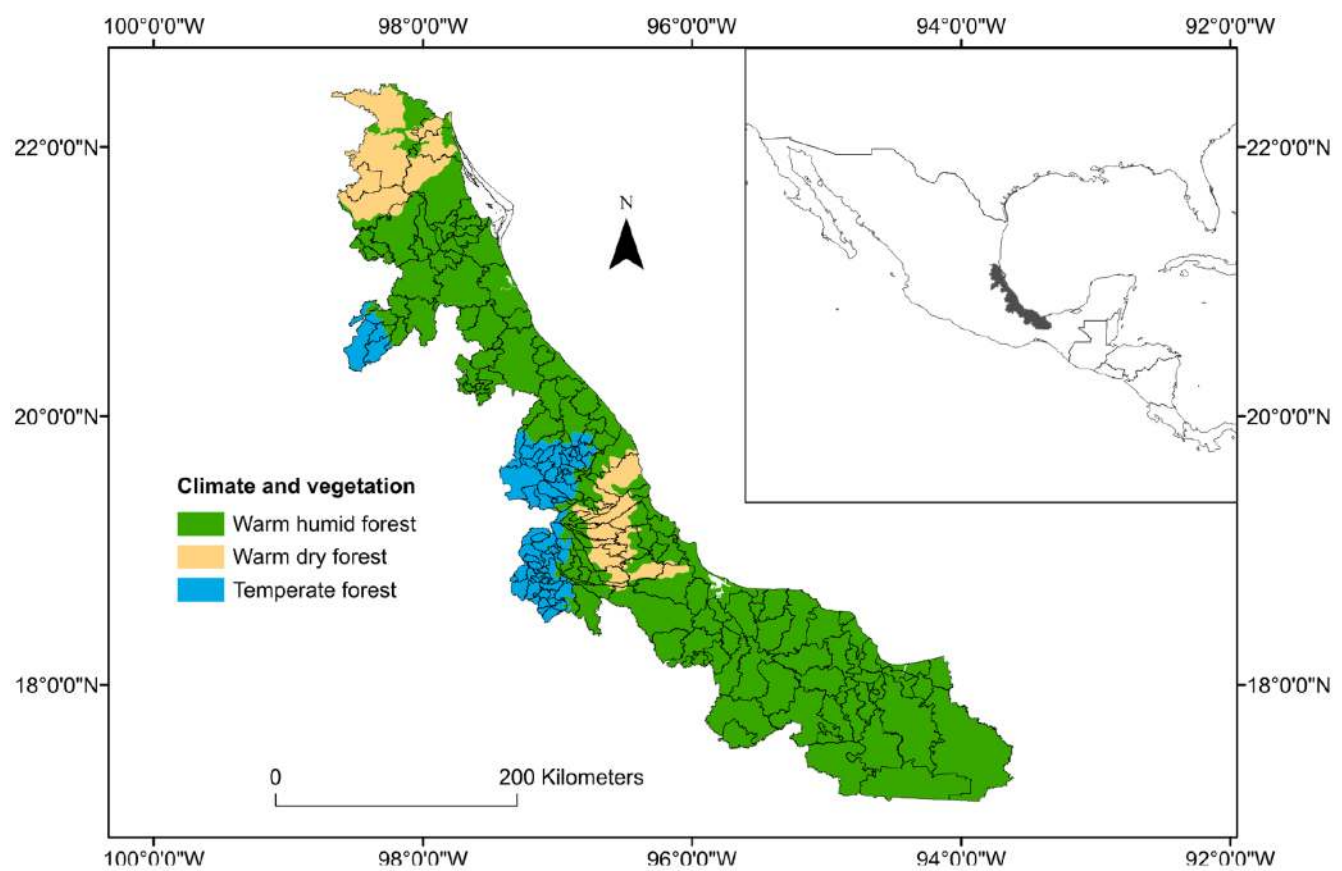 100°0'0"W 98°0'0"W 96°0'0"W 94°0'0"W 92°0'0"W
22°0'0"N 22°0'0"N
N
20°0'0"N 20°0'0"N
Climate and vegetation
Warm humid forest
Warm dry forest
Temperate forest
18°0'0"N 18°0'0"N
0 200 Kilometers
100°0'0"W 98°0'0"W 96°0'0"W 94°0'0"W 92°0'0"W